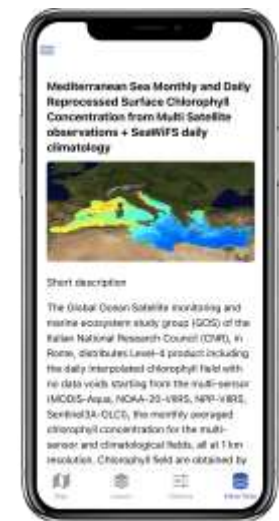 Mediterranean Sea Monthly and Daily
Reprocessed Surface Chlorophyll
Concentration from Multi Satellite
observations + SeaWiFS daily
climatology
Short description
The Global Ocean Satellite monitoring and
marine ecosystem study group (GOS) of the
Italian National Research Council (CNR), in
Rome, distributes Level-4 product including
the daily interpolated chlorophyll field with
no data voids starting from the multi-sensor
(MODIS-Aqua, NOAA-20-VIIRS, NPP-VIIRS,
Sentinel3A-OLCI), the monthly averaged
chlorophyll concentration for the multi-
sensor and climatological fields, all at 1 km
resolution. Chlorophyll field are obtained by
Map